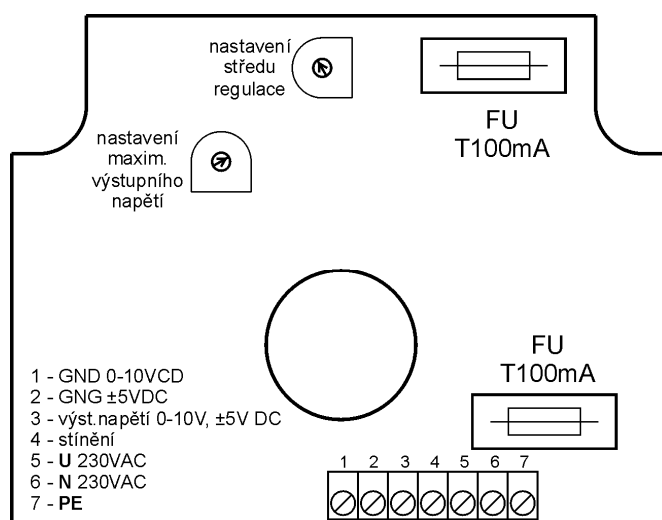 nastavení
středu
regulace
FU
T100mA
nastavení
maxim.
výstupního
napětí
FU
T100mA
1 - GND 0-10VCD
2 - GNG ±5VDC
3 - výst.napětí 0-10V, ±5V DC
4 - stínění
5 - U 230VAC
6 - N 230VAC
7 - PE
1 2 3 4 5 6 7